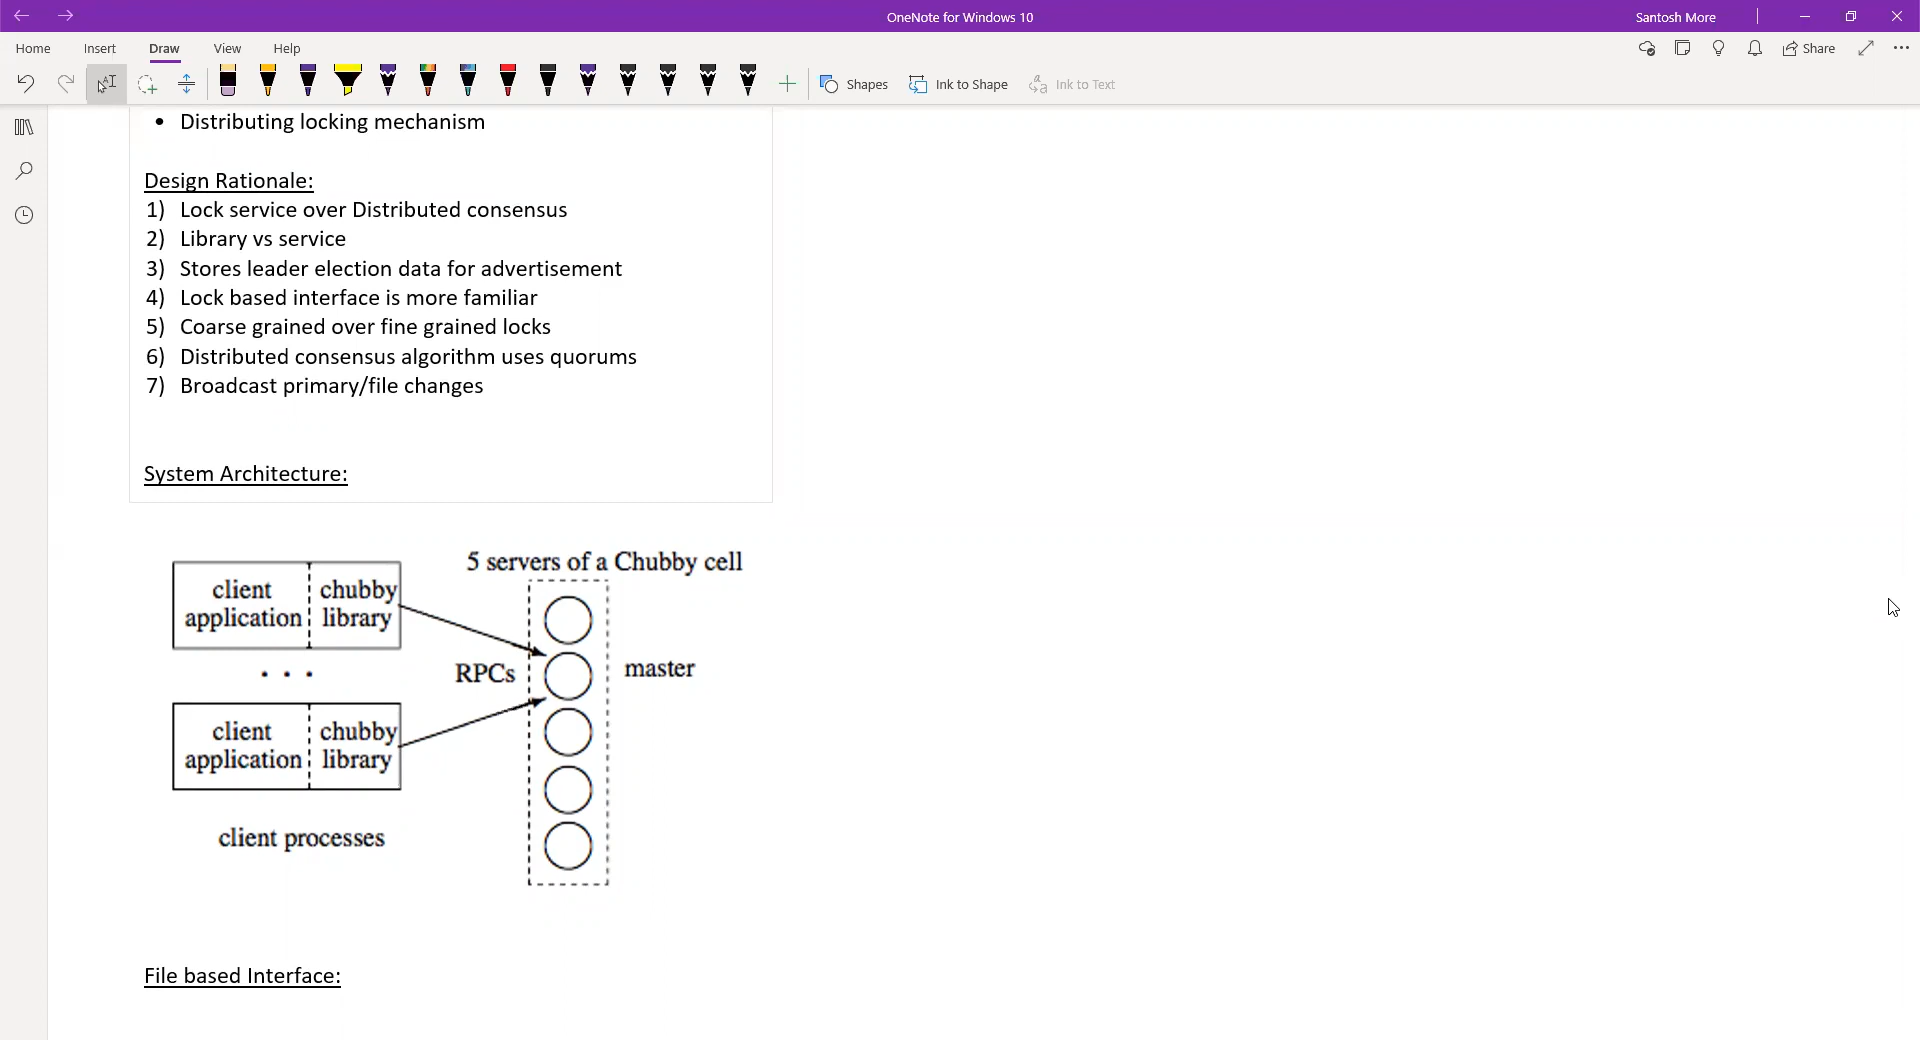 OneNote for Windows 10
Santosh More
Home Insert Draw View Help
Share
Shapes Ink to Shape Ink to Text
• Distributing locking mechanism
Design Rationale:
1) Lock service over Distributed consensus
2) Library vs service
3) Stores leader election data for advertisement
4) Lock based interface is more familiar
5) Coarse grained over fine grained locks
6) Distributed consensus algorithm uses quorums
7) Broadcast primary/file changes
System Architecture:
5 servers of a Chubby cell
client chubby
application library
RPCs
master
. . .
client chubby
application library
client processes
File based Interface: